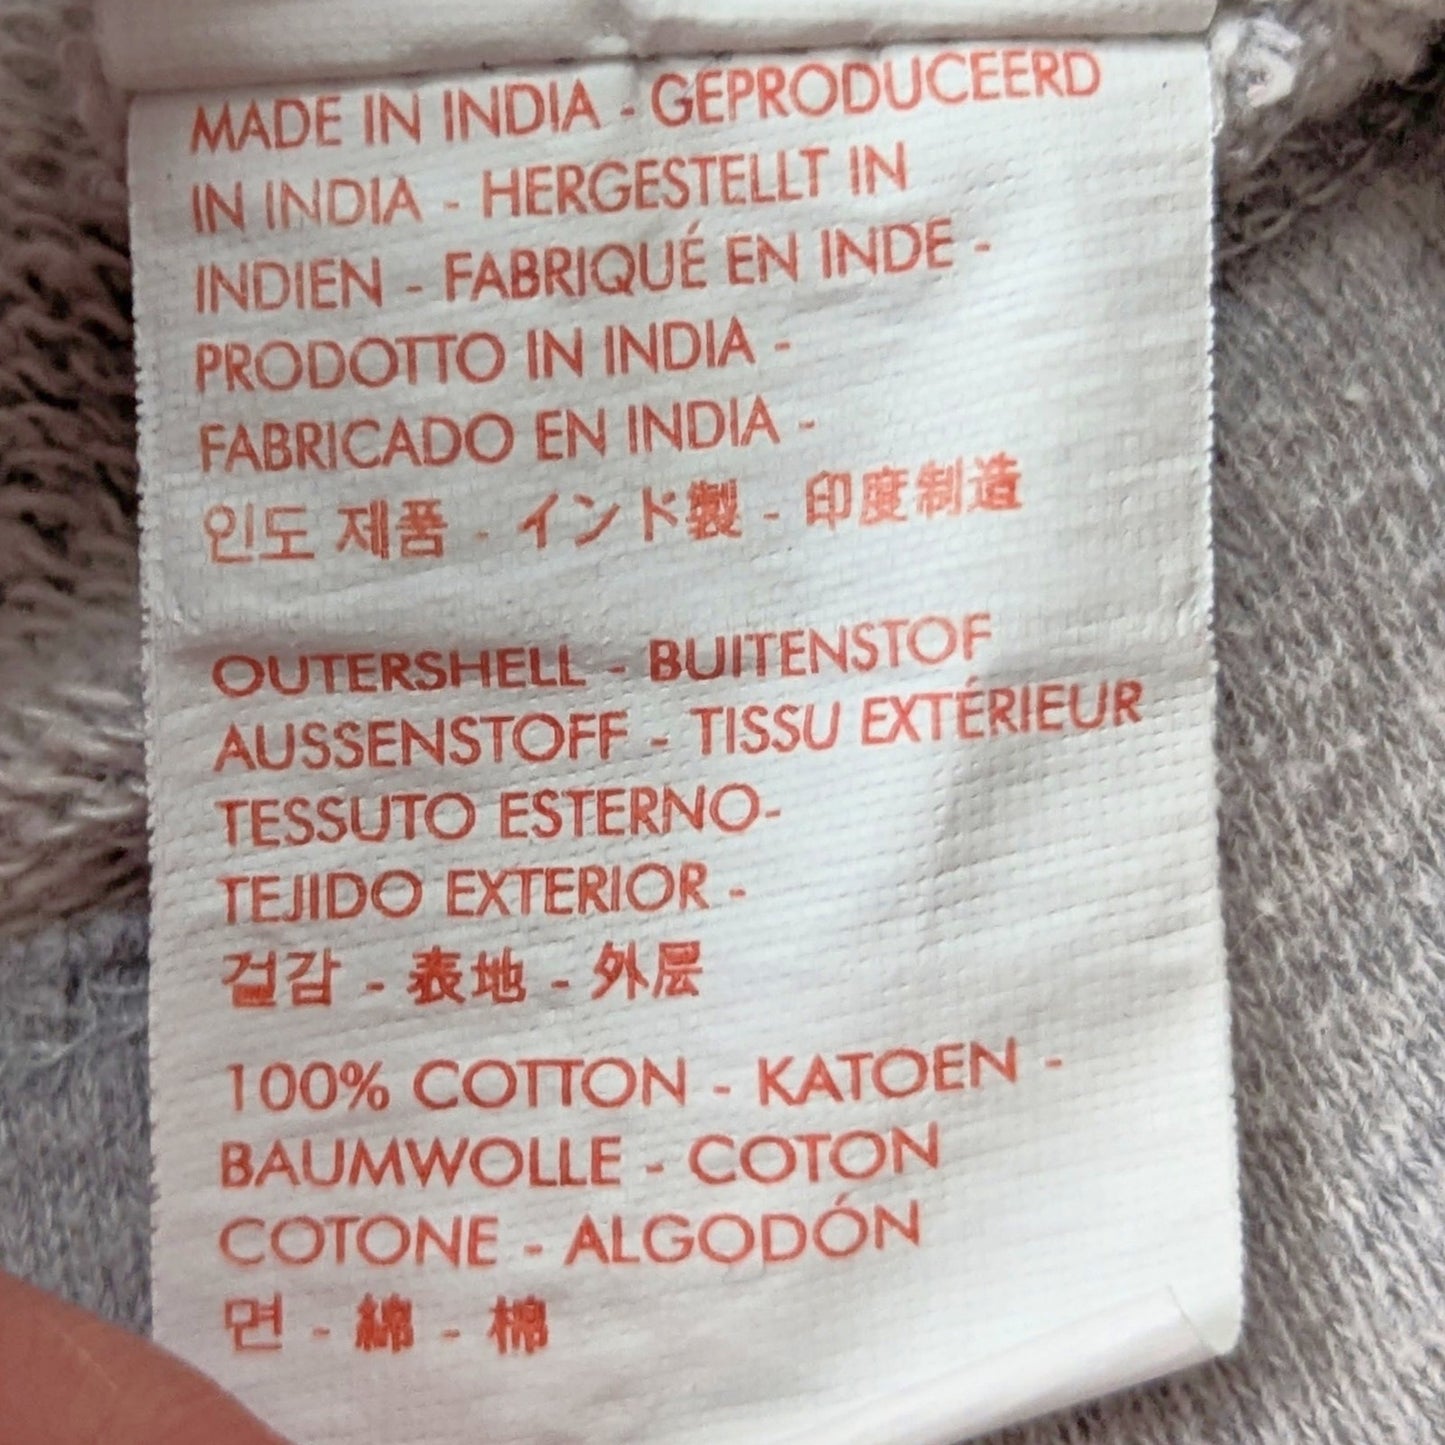 MADE IN INDIA - GEPRODUCEERD
IN INDIA - HERGESTELLT IN
INDIEN - FABRIQUÉ EN INDE -
PRODOTTO IN INDIA -
FABRICADO EN INDIA -
인도 제품 - インド製 - 印度制造
OUTERSHELL - BUITENSTOF
AUSSENSTOFF - TISSU EXTÉRIEUR
TESSUTO ESTERNO-
TEJIDO EXTERIOR -
겉감 - 表地 - 外层
100% COTTON - KATOEN -
BAUMWOLLE - COTON
COTONE - ALGODÓN
면 - 綿 - 棉